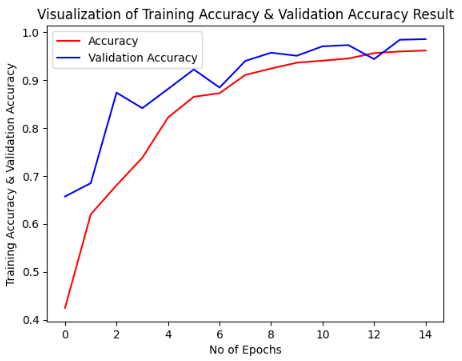 Visualization of Training Accuracy & Validation Accuracy Result
Accuracy
Validation Accuracy
Training Accuracy & Validation Accuracy
1.0
0.9
0.8
0.7
0.6
0.5
0.4
0 2 4 6 8 10 12 14
No of Epochs